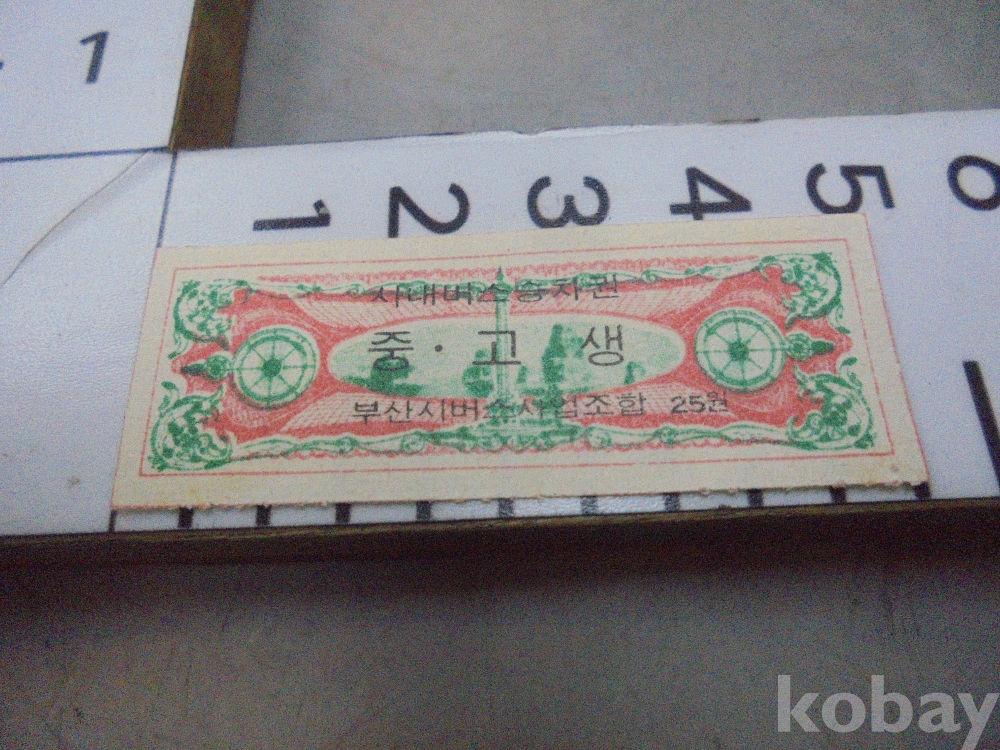 1
1 2 3 4 5 6
시내버스승차권
중·고생
부산시버스사업조합 25원
kobay